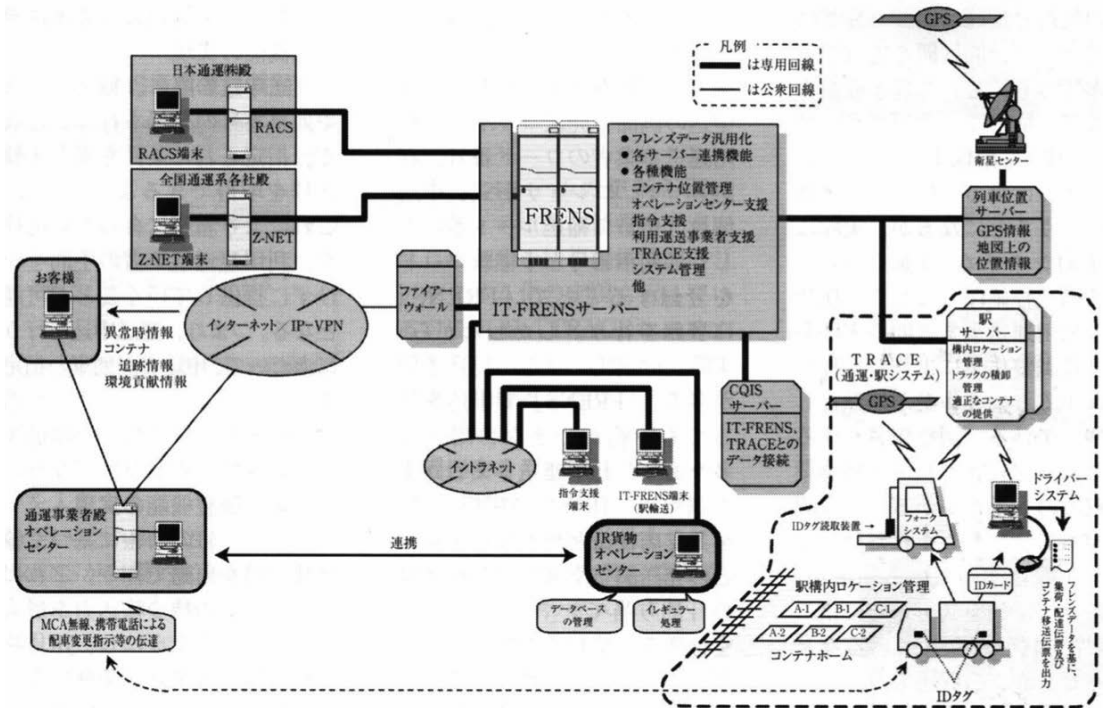 GPS
凡例
は専用回線
は公衆回線
衛星センター
日本通運株殿
RACS
RACS端末
全国通運系各社殿
Z-NET
Z-NET端末
FRENS
● フレンズデータ汎用化
● 各サーバー連携機能
● 各種機能
コンテナ位置管理
オペレーションセンター支援
指令支援
利用運送事業者支援
TRACE支援
システム管理
他
IT-FRENSサーバー
列車位置
サーバー
GPS情報
地図上の
位置情報
お客様
異常時情報
コンテナ
追跡情報
環境貢献情報
インターネット/IP-VPN
ファイアー
ウォール
CQIS
サーバー
IT-FRENS、
TRACEとの
データ接続
イントラネット
指令支援
端末
IT-FRENS端末
(駅輸送)
通運事業者殿
オペレーション
センター
連携
JR貨物
オペレーション
センター
データベース
の管理
イレギュラー
処理
MCA無線、携帯電話による
配車変更指示等の伝達
TRACE
(通運・駅システム)
GPS
駅
サーバー
構内ロケーション
管理
トラックの積卸
管理
適正なコンテナ
の提供
ドライバー
システム
IDタグ読取装置
フォーク
システム
IDカード
フレンズデータを基に、
集荷・配達伝票及び
コンテナ移送伝票を出力
駅構内ロケーション管理
A-1
B-1
C-1
A-2
B-2
C-2
コンテナホーム
IDタグ